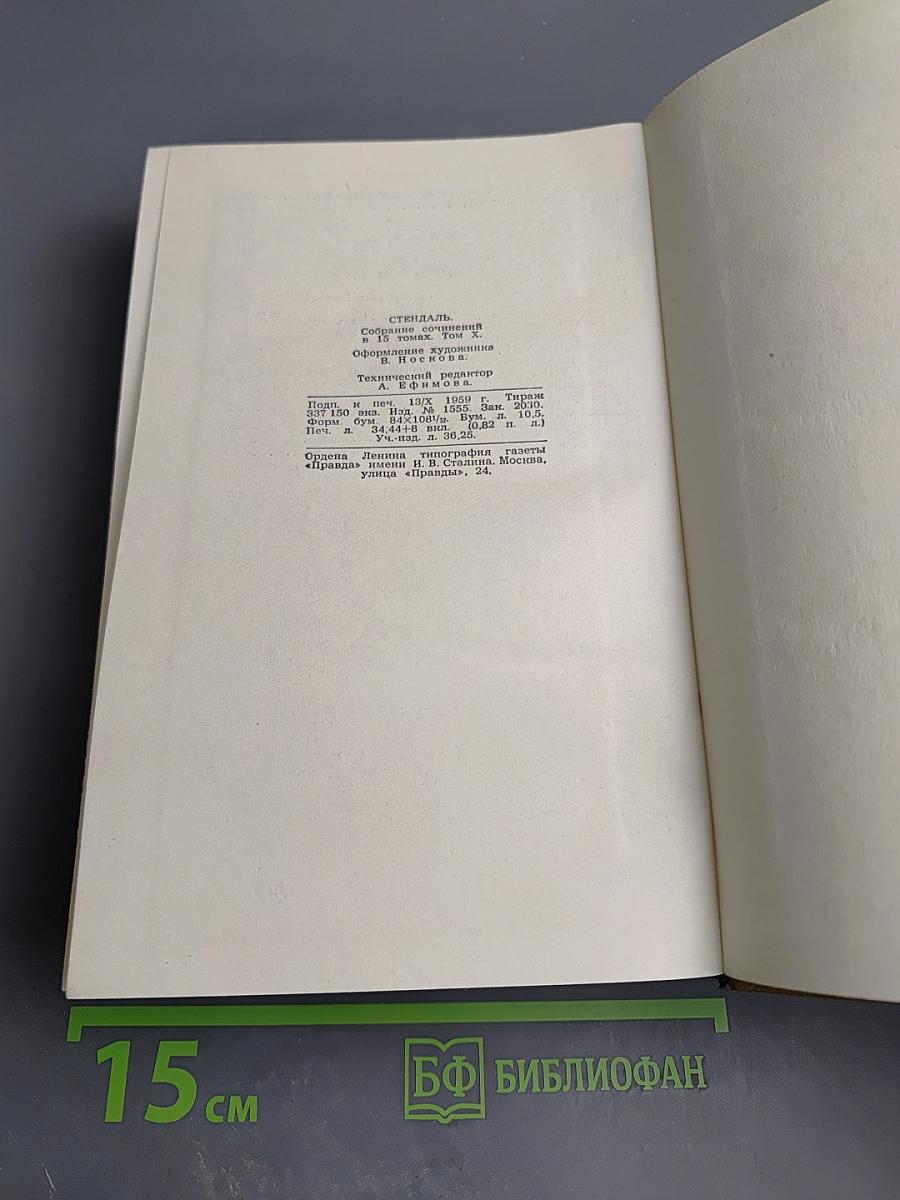 СТЕНДАЛЬ.
Собрание сочинений
в 15 томах. Том X.
Оформление художника
В. Носкова.
Технический редактор
А. Ефимова.
Подп. к печ. 13/X 1959 г. Тираж
337 150 экз. Изд. № 1555. Зак. 2030.
Форм. бум. 84×108¹/₃₂. Бум. л. 10,5.
Печ. л. 34,44+8 вкл. (0,82 п. л.)
Уч.-изд. л. 36,25.
Ордена Ленина типография газеты
«Правда» имени И. В. Сталина. Москва,
улица «Правды», 24.
15 см
БФ БИБЛИОФАН